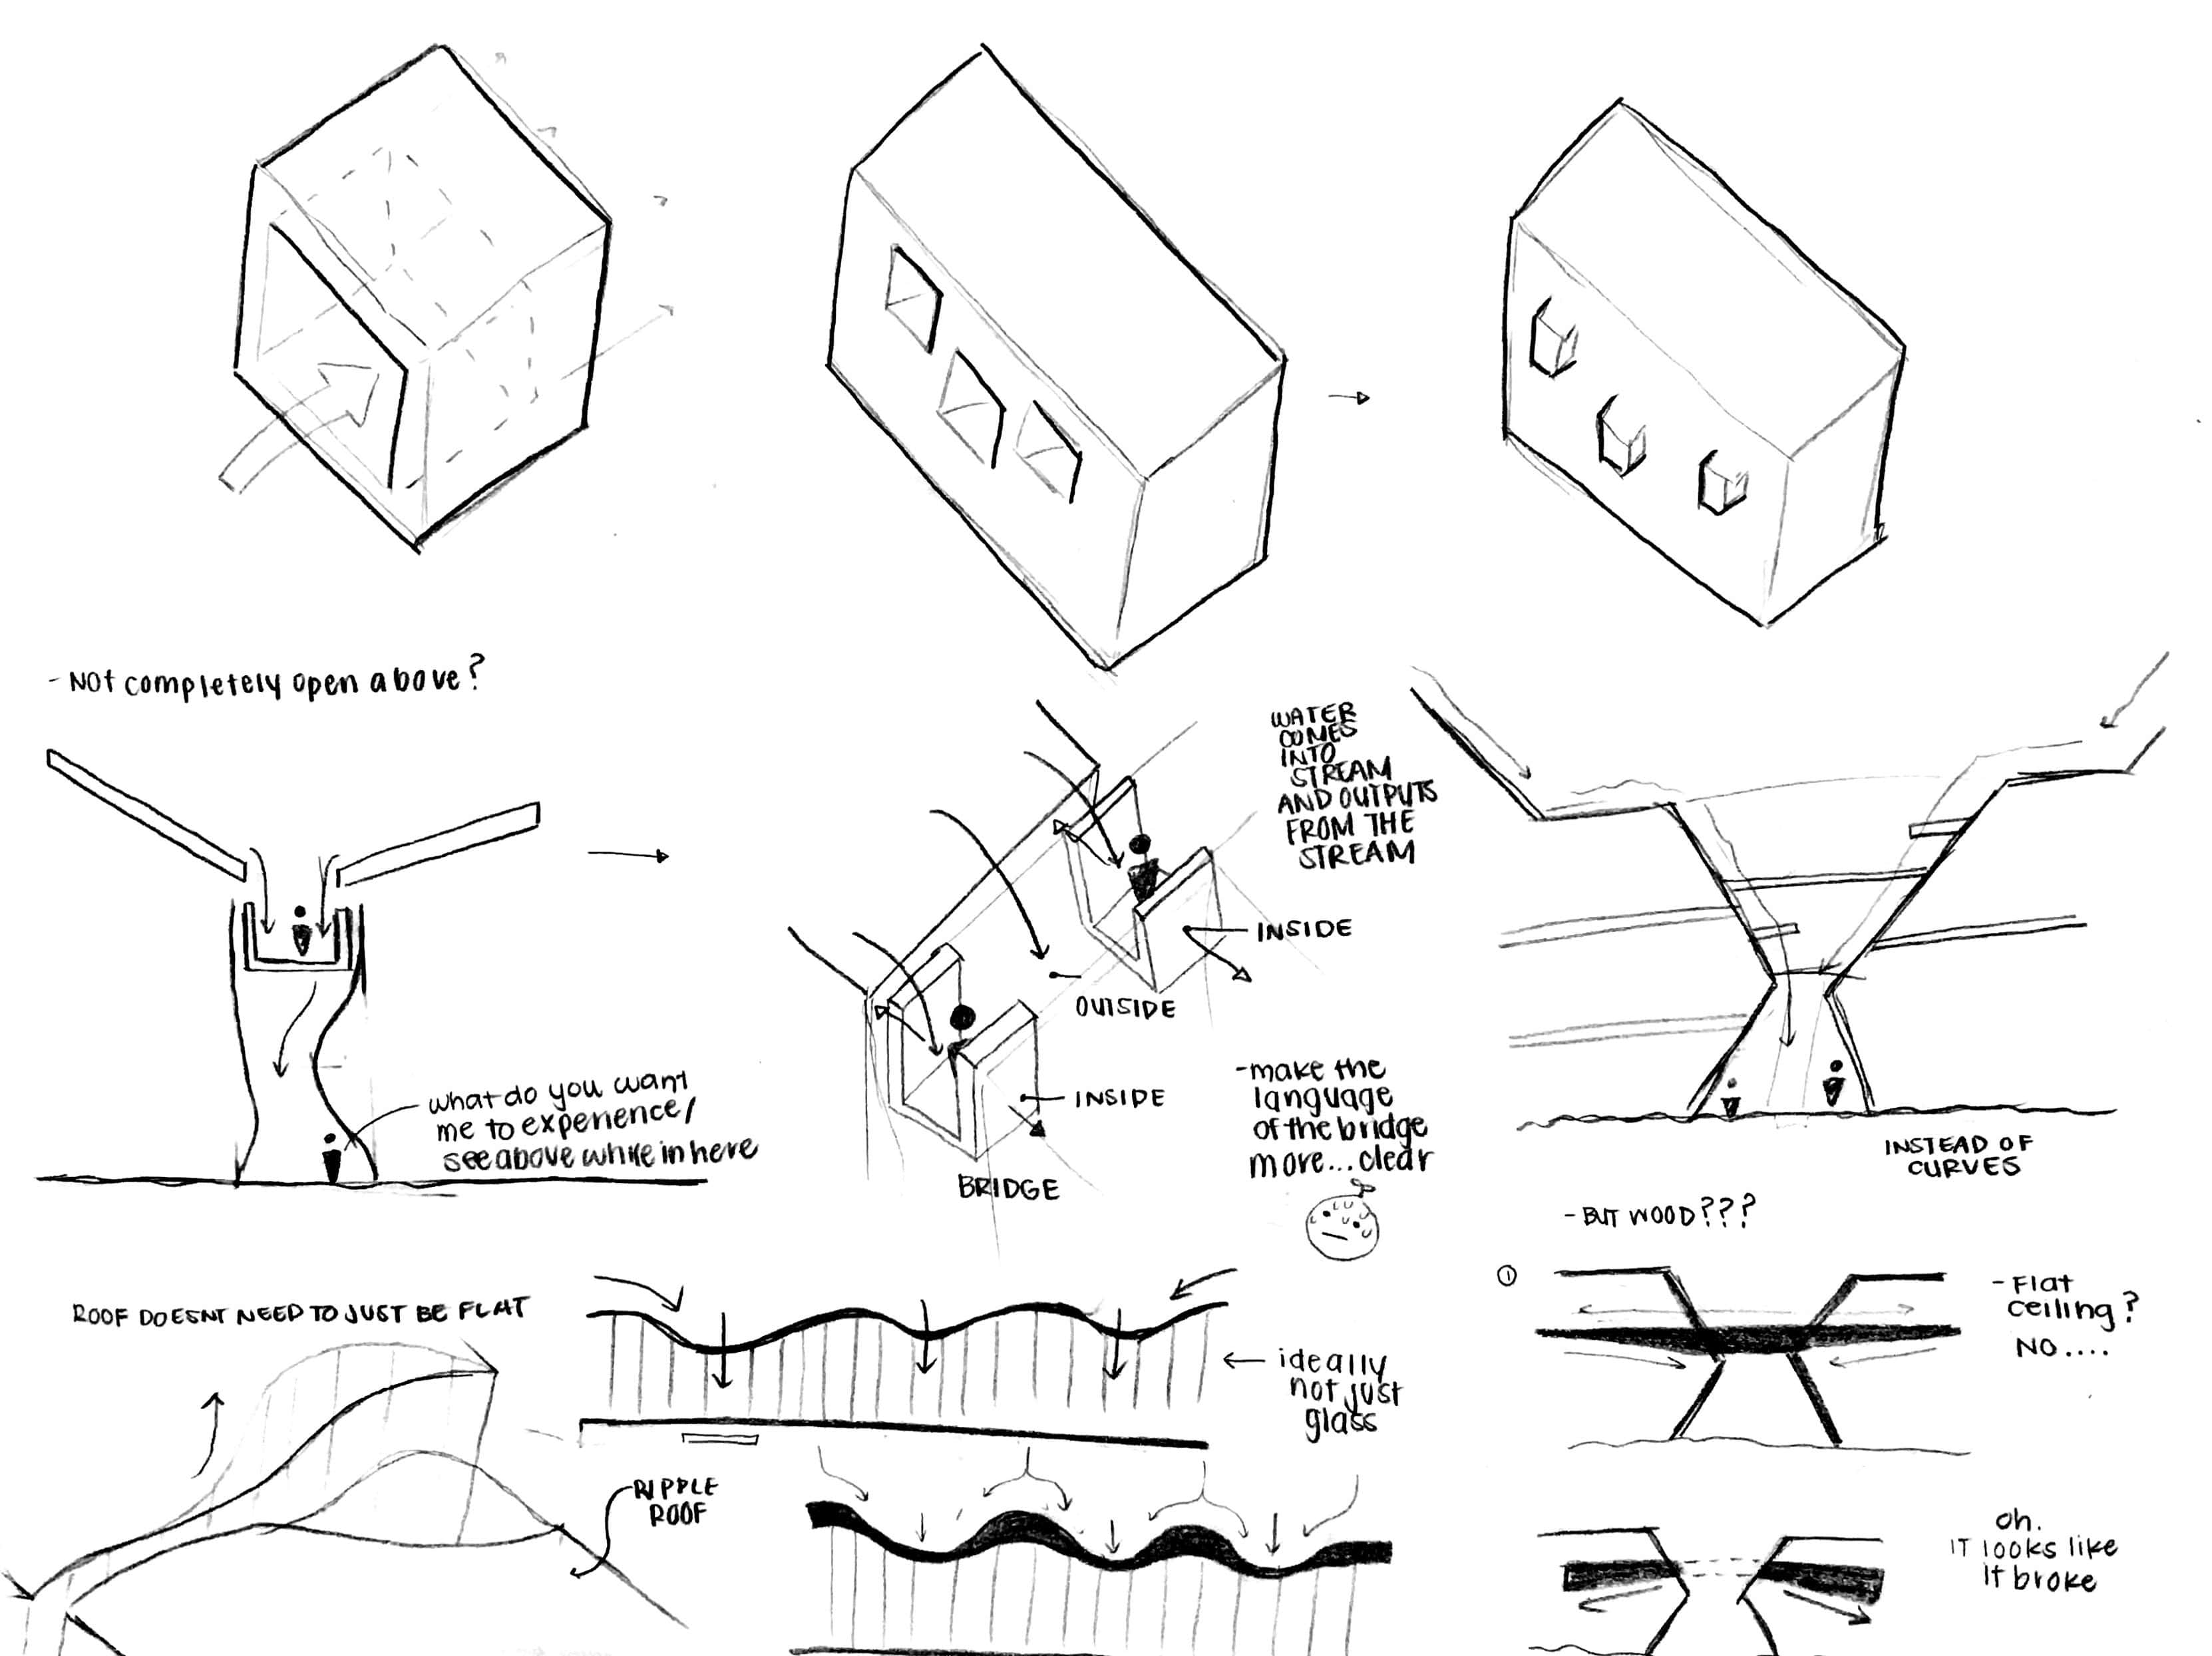 - Not completely open above?
WATER
COMES
INTO
STREAM
AND OUTPUTS
FROM THE
STREAM
INSIDE
OUTSIDE
INSIDE
BRIDGE
what do you want
me to experience/
see above while in here
-make the
language
of the bridge
more...clear
INSTEAD OF
CURVES
- BUT WOOD???
ROOF DOESNT NEED TO JUST BE FLAT
ideally
not just
glass
RIPPLE
ROOF
①
- Flat
ceiling?
NO....
oh.
IT looks like
It broke